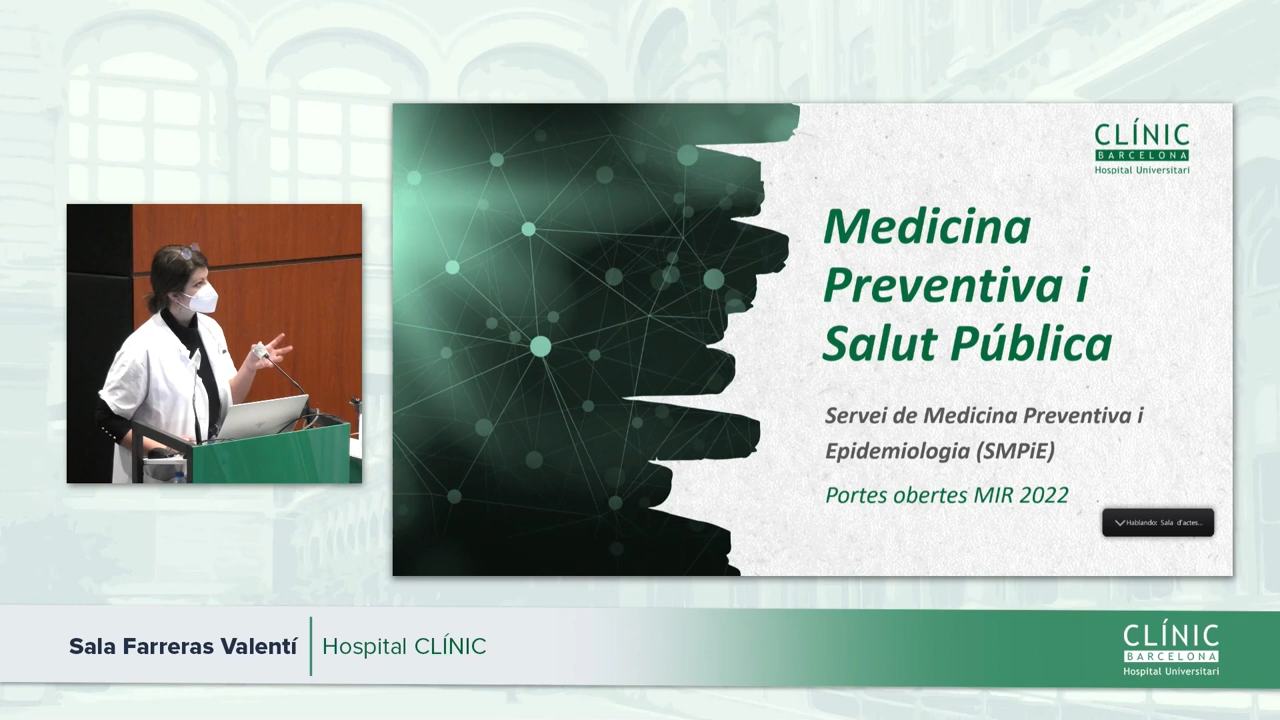 CLÍNIC
BARCELONA
Hospital Universitari
Medicina
Preventiva i
Salut Pública
Servei de Medicina Preventiva i
Epidemiologia (SMPiE)
Portes obertes MIR 2022
Hablando: Sala d'actes...
Sala Farreras Valentí
Hospital CLÍNIC
CLÍNIC
BARCELONA
Hospital Universitari